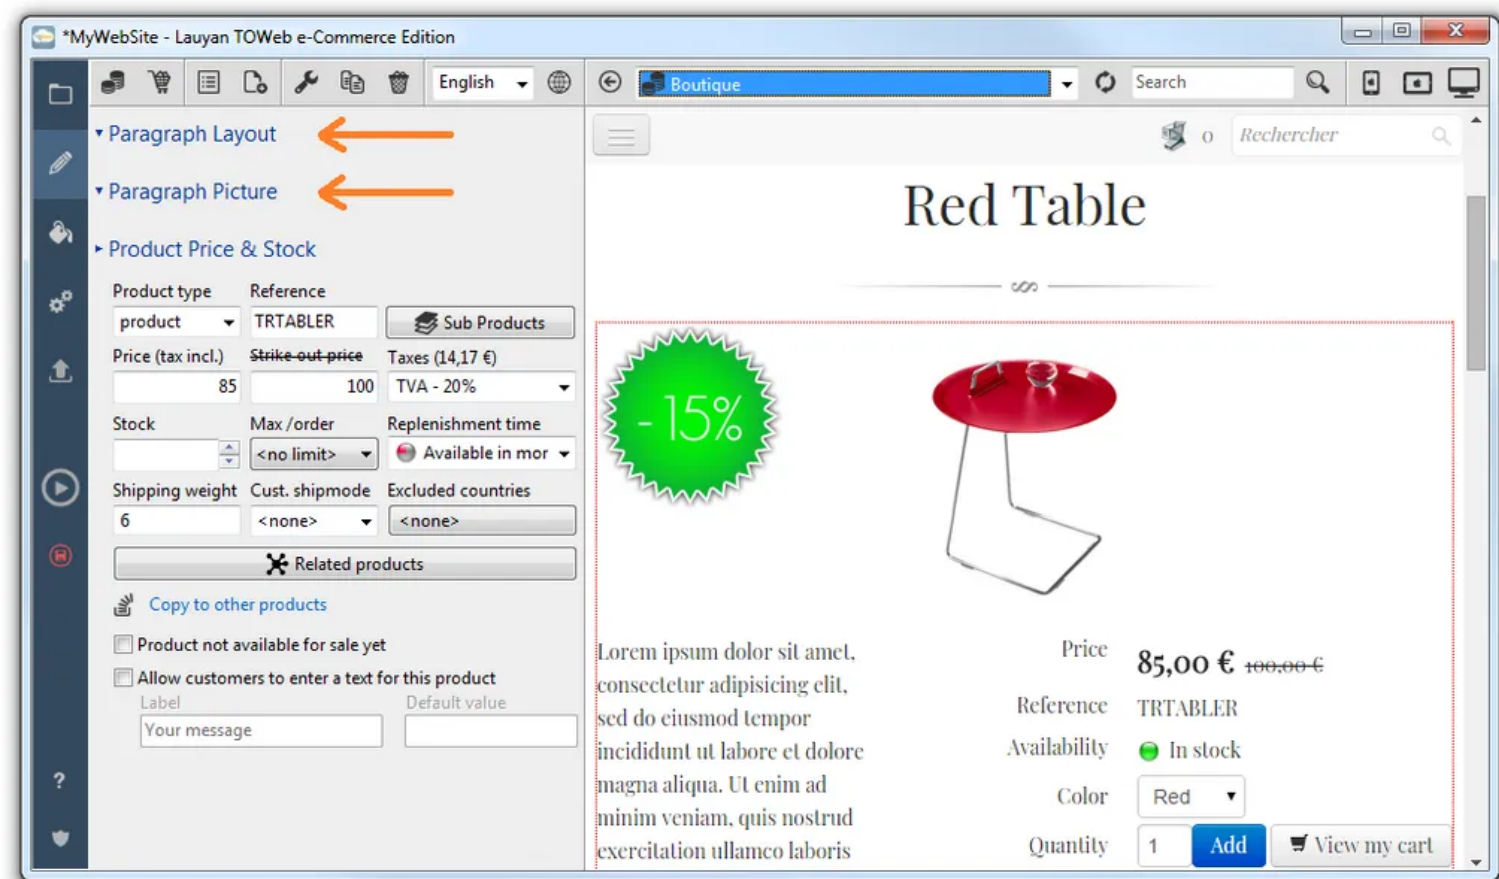 *MyWebSite - Lauyan TOWeb e-Commerce Edition
English
Boutique
Search
Paragraph Layout
Paragraph Picture
Product Price & Stock
Product type Reference
product TRTABLER Sub Products
Price (tax incl.) Strike out price Taxes (14,17 €)
85 100 TVA - 20%
Stock Max /order Replenishment time
<no limit> Available in mor
Shipping weight Cust. shipmode Excluded countries
6 <none> <none>
Related products
Copy to other products
Product not available for sale yet
Allow customers to enter a text for this product
Label Default value
Your message
?
0 Rechercher
Red Table
- 15%
Lorem ipsum dolor sit amet,
consectetur adipisicing elit,
sed do eiusmod tempor
incididunt ut labore et dolore
magna aliqua. Ut enim ad
minim veniam, quis nostrud
exercitation ullamco laboris
Price 85,00 € 100,00 €
Reference TRTABLER
Availability In stock
Color Red
Quantity 1 Add View my cart